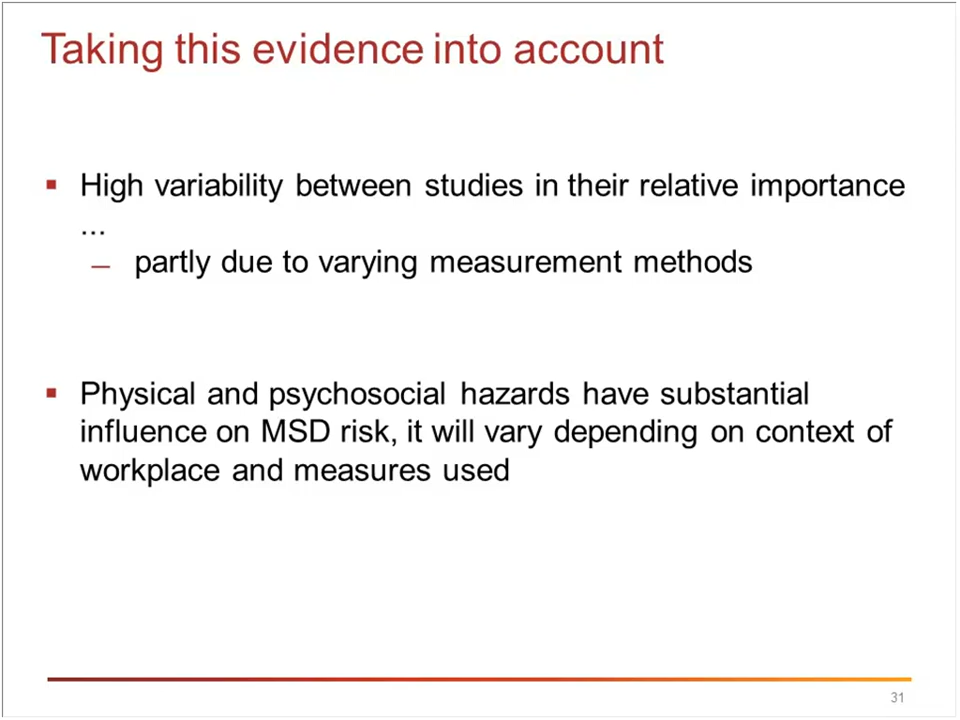 Taking this evidence into account
▪ High variability between studies in their relative importance
...
— partly due to varying measurement methods
▪ Physical and psychosocial hazards have substantial
influence on MSD risk, it will vary depending on context of
workplace and measures used
31